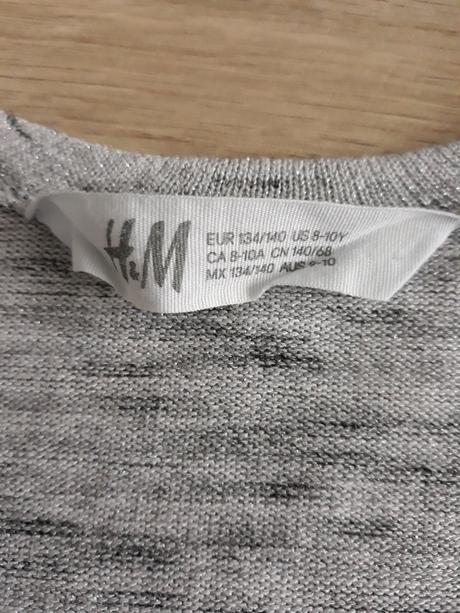 H&M
EUR 134/140 US 8-10Y
CA 8-10A CN 140/68
MX 134/140 AUS 8-10